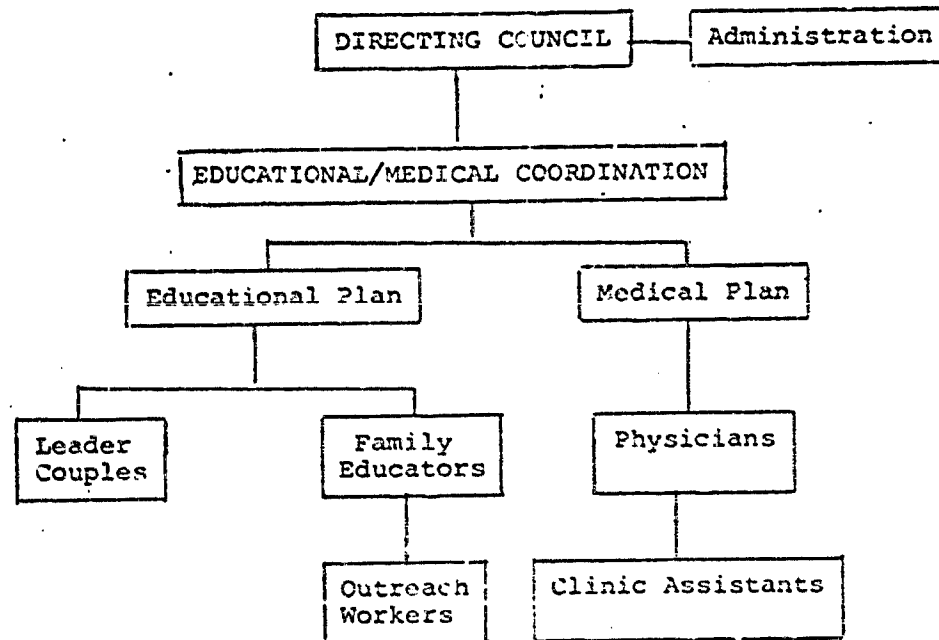 DIRECTING COUNCIL
Administration
EDUCATIONAL/MEDICAL COORDINATION
Educational Plan
Medical Plan
Leader
Couples
Family
Educators
Physicians
Outreach
Workers
Clinic Assistants